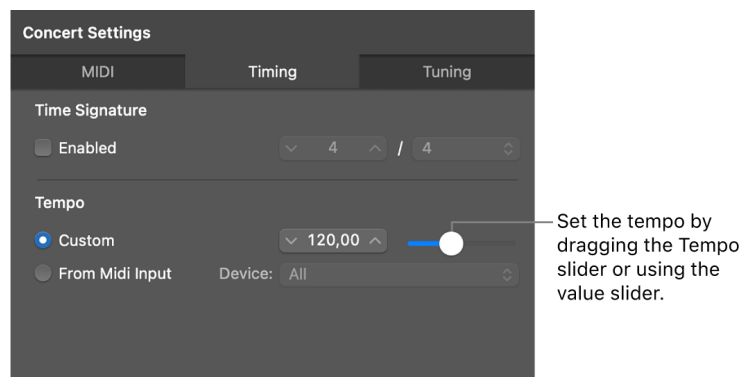 Concert Settings
MIDI Timing Tuning
Time Signature
Enabled 4 / 4
Tempo
Custom 120,00
From Midi Input Device: All
Set the tempo by
dragging the Tempo
slider or using the
value slider.